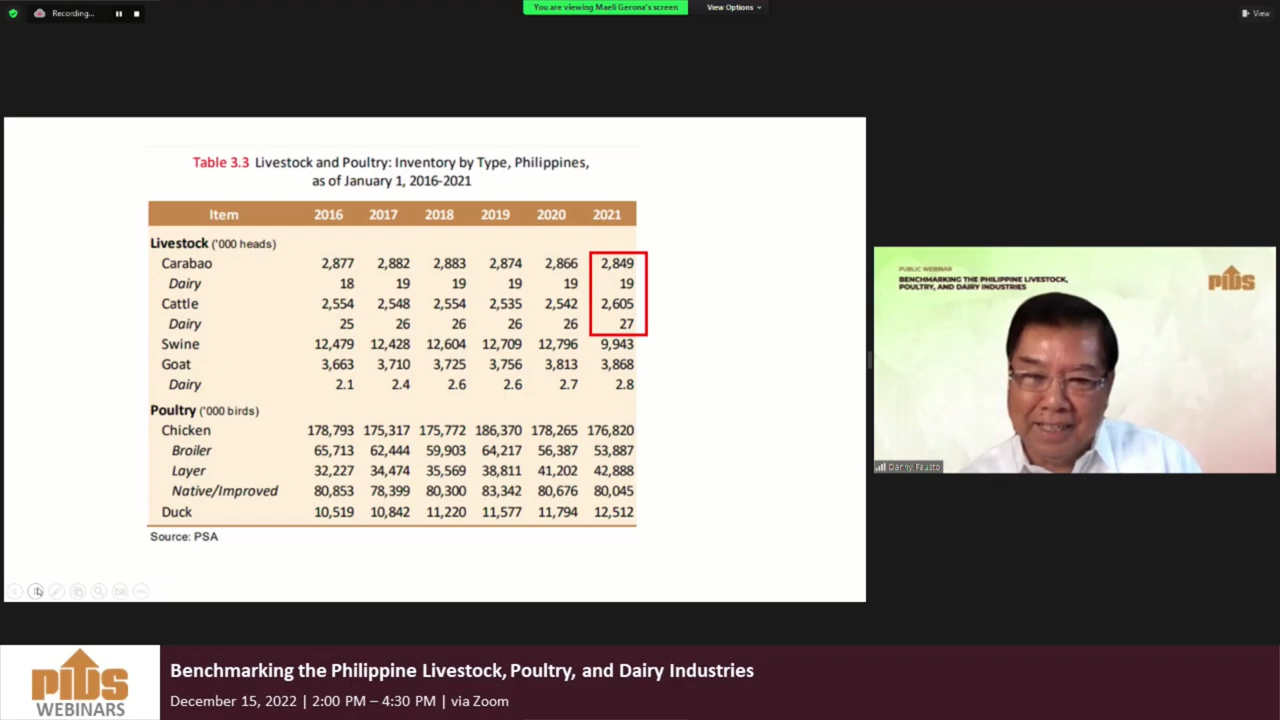 Recording...
You are viewing Maeli Gerona's screen
View Options
View
Table 3.3 Livestock and Poultry: Inventory by Type, Philippines,
as of January 1, 2016-2021
Item 2016 2017 2018 2019 2020 2021
Livestock ('000 heads)
Carabao 2,877 2,882 2,883 2,874 2,866 2,849
Dairy 18 19 19 19 19 19
Cattle 2,554 2,548 2,554 2,535 2,542 2,605
Dairy 25 26 26 26 26 27
Swine 12,479 12,428 12,604 12,709 12,796 9,943
Goat 3,663 3,710 3,725 3,756 3,813 3,868
Dairy 2.1 2.4 2.6 2.6 2.7 2.8
Poultry ('000 birds)
Chicken 178,793 175,317 175,772 186,370 178,265 176,820
Broiler 65,713 62,444 59,903 64,217 56,387 53,887
Layer 32,227 34,474 35,569 38,811 41,202 42,888
Native/Improved 80,853 78,399 80,300 83,342 80,676 80,045
Duck 10,519 10,842 11,220 11,577 11,794 12,512
Source: PSA
PUBLIC WEBINAR
BENCHMARKING THE PHILIPPINE LIVESTOCK,
POULTRY, AND DAIRY INDUSTRIES
PIDS
Danny Fausto
PIDS
WEBINARS
Benchmarking the Philippine Livestock, Poultry, and Dairy Industries
December 15, 2022 | 2:00 PM – 4:30 PM | via Zoom